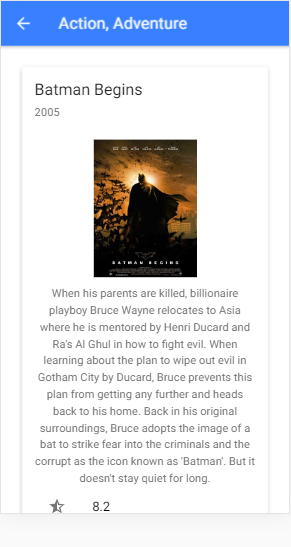 Action, Adventure
Batman Begins
2005
BATMAN BEGINS
When his parents are killed, billionaire
playboy Bruce Wayne relocates to Asia
where he is mentored by Henri Ducard and
Ra's Al Ghul in how to fight evil. When
learning about the plan to wipe out evil in
Gotham City by Ducard, Bruce prevents this
plan from getting any further and heads
back to his home. Back in his original
surroundings, Bruce adopts the image of a
bat to strike fear into the criminals and the
corrupt as the icon known as 'Batman'. But it
doesn't stay quiet for long.
8.2